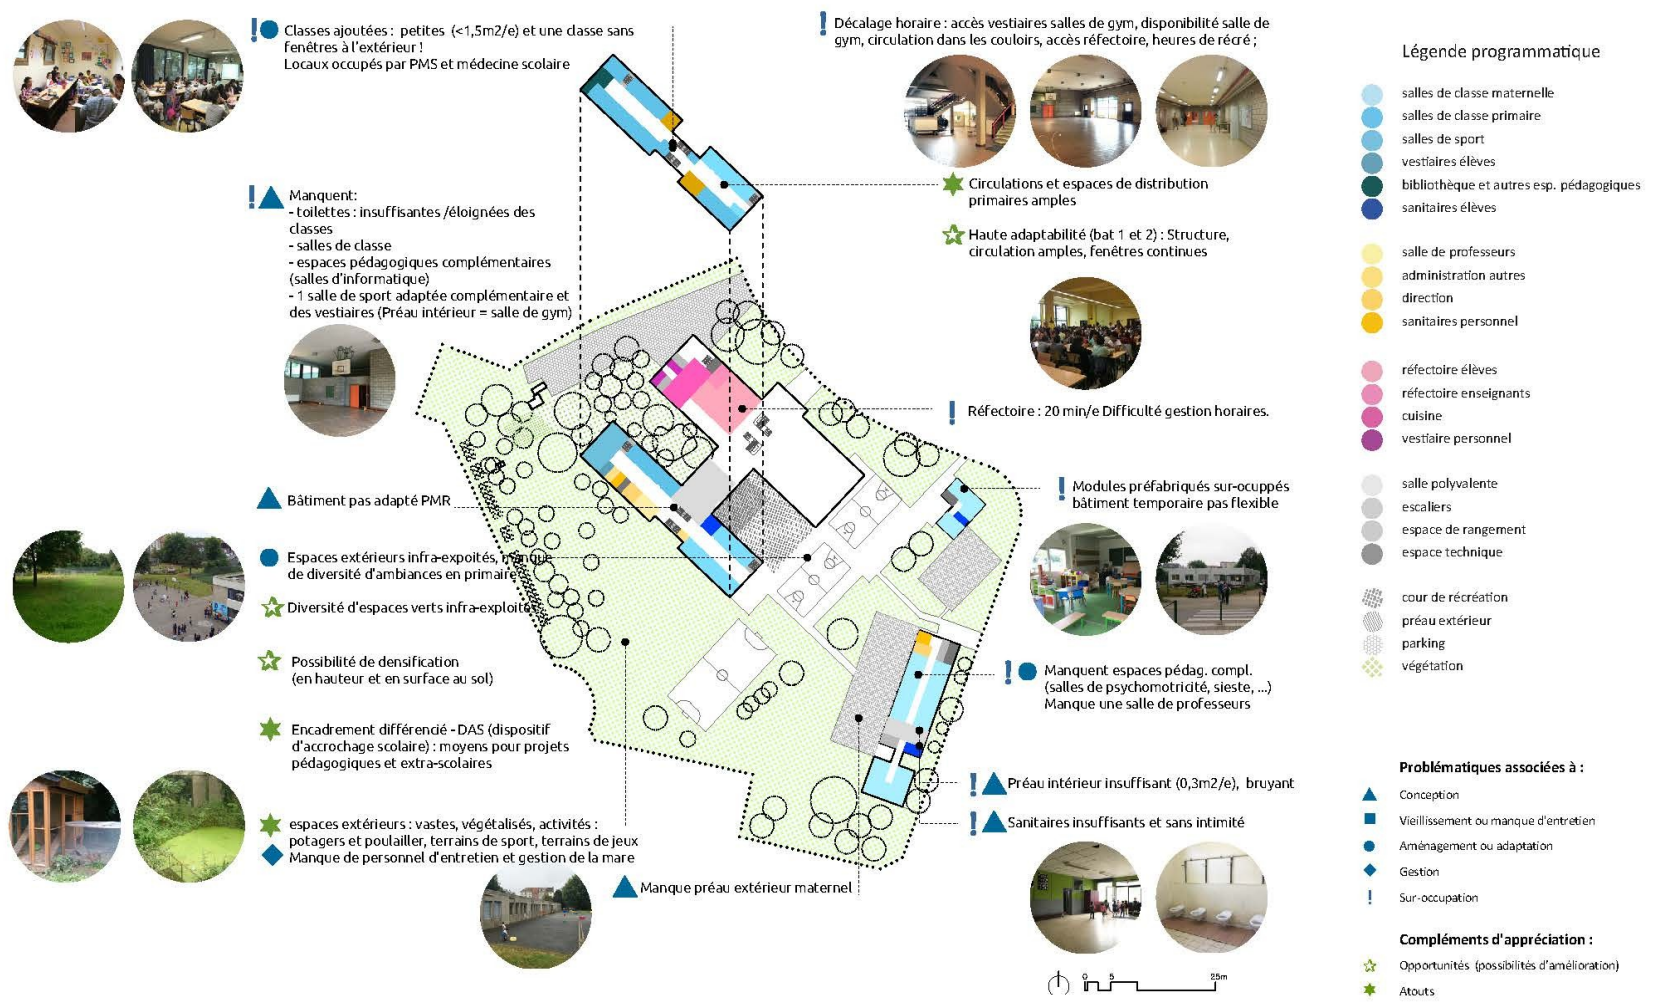 Classes ajoutées : petites (<1,5m2/e) et une classe sans
fenêtres à l'extérieur !
Locaux occupés par PMS et médecine scolaire
Décalage horaire : accès vestiaires salles de gym, disponibilité salle de
gym, circulation dans les couloirs, accès réfectoire, heures de récré ;
Manquent:
- toilettes : insuffisantes /éloignées des
classes
- salles de classe
- espaces pédagogiques complémentaires
(salles d'informatique)
- 1 salle de sport adaptée complémentaire et
des vestiaires (Préau intérieur = salle de gym)
Circulations et espaces de distribution
primaires amples
Haute adaptabilité (bat 1 et 2) : Structure,
circulation amples, fenêtres continues
Réfectoire : 20 min/e Difficulté gestion horaires.
Bâtiment pas adapté PMR
Modules préfabriqués sur-ocuppés
bâtiment temporaire pas flexible
Espaces extérieurs infra-expoités, manque
de diversité d'ambiances en primaire
Diversité d'espaces verts infra-exploité
Possibilité de densification
(en hauteur et en surface au sol)
Manquent espaces pédag. compl.
(salles de psychomotricité, sieste, ...)
Manque une salle de professeurs
Encadrement différencié - DAS (dispositif
d'accrochage scolaire) : moyens pour projets
pédagogiques et extra-scolaires
Préau intérieur insuffisant (0,3m2/e), bruyant
Sanitaires insuffisants et sans intimité
espaces extérieurs : vastes, végétalisés, activités :
potagers et poulailler, terrains de sport, terrains de jeux
Manque de personnel d'entretien et gestion de la mare
Manque préau extérieur maternel
0 5 25m
Légende programmatique
salles de classe maternelle
salles de classe primaire
salles de sport
vestiaires élèves
bibliothèque et autres esp. pédagogiques
sanitaires élèves
salle de professeurs
administration autres
direction
sanitaires personnel
réfectoire élèves
réfectoire enseignants
cuisine
vestiaire personnel
salle polyvalente
escaliers
espace de rangement
espace technique
cour de récréation
préau extérieur
parking
végétation
Problématiques associées à :
Conception
Vieillissement ou manque d'entretien
Aménagement ou adaptation
Gestion
! Sur-occupation
Compléments d'appréciation :
Opportunités (possibilités d'amélioration)
Atouts